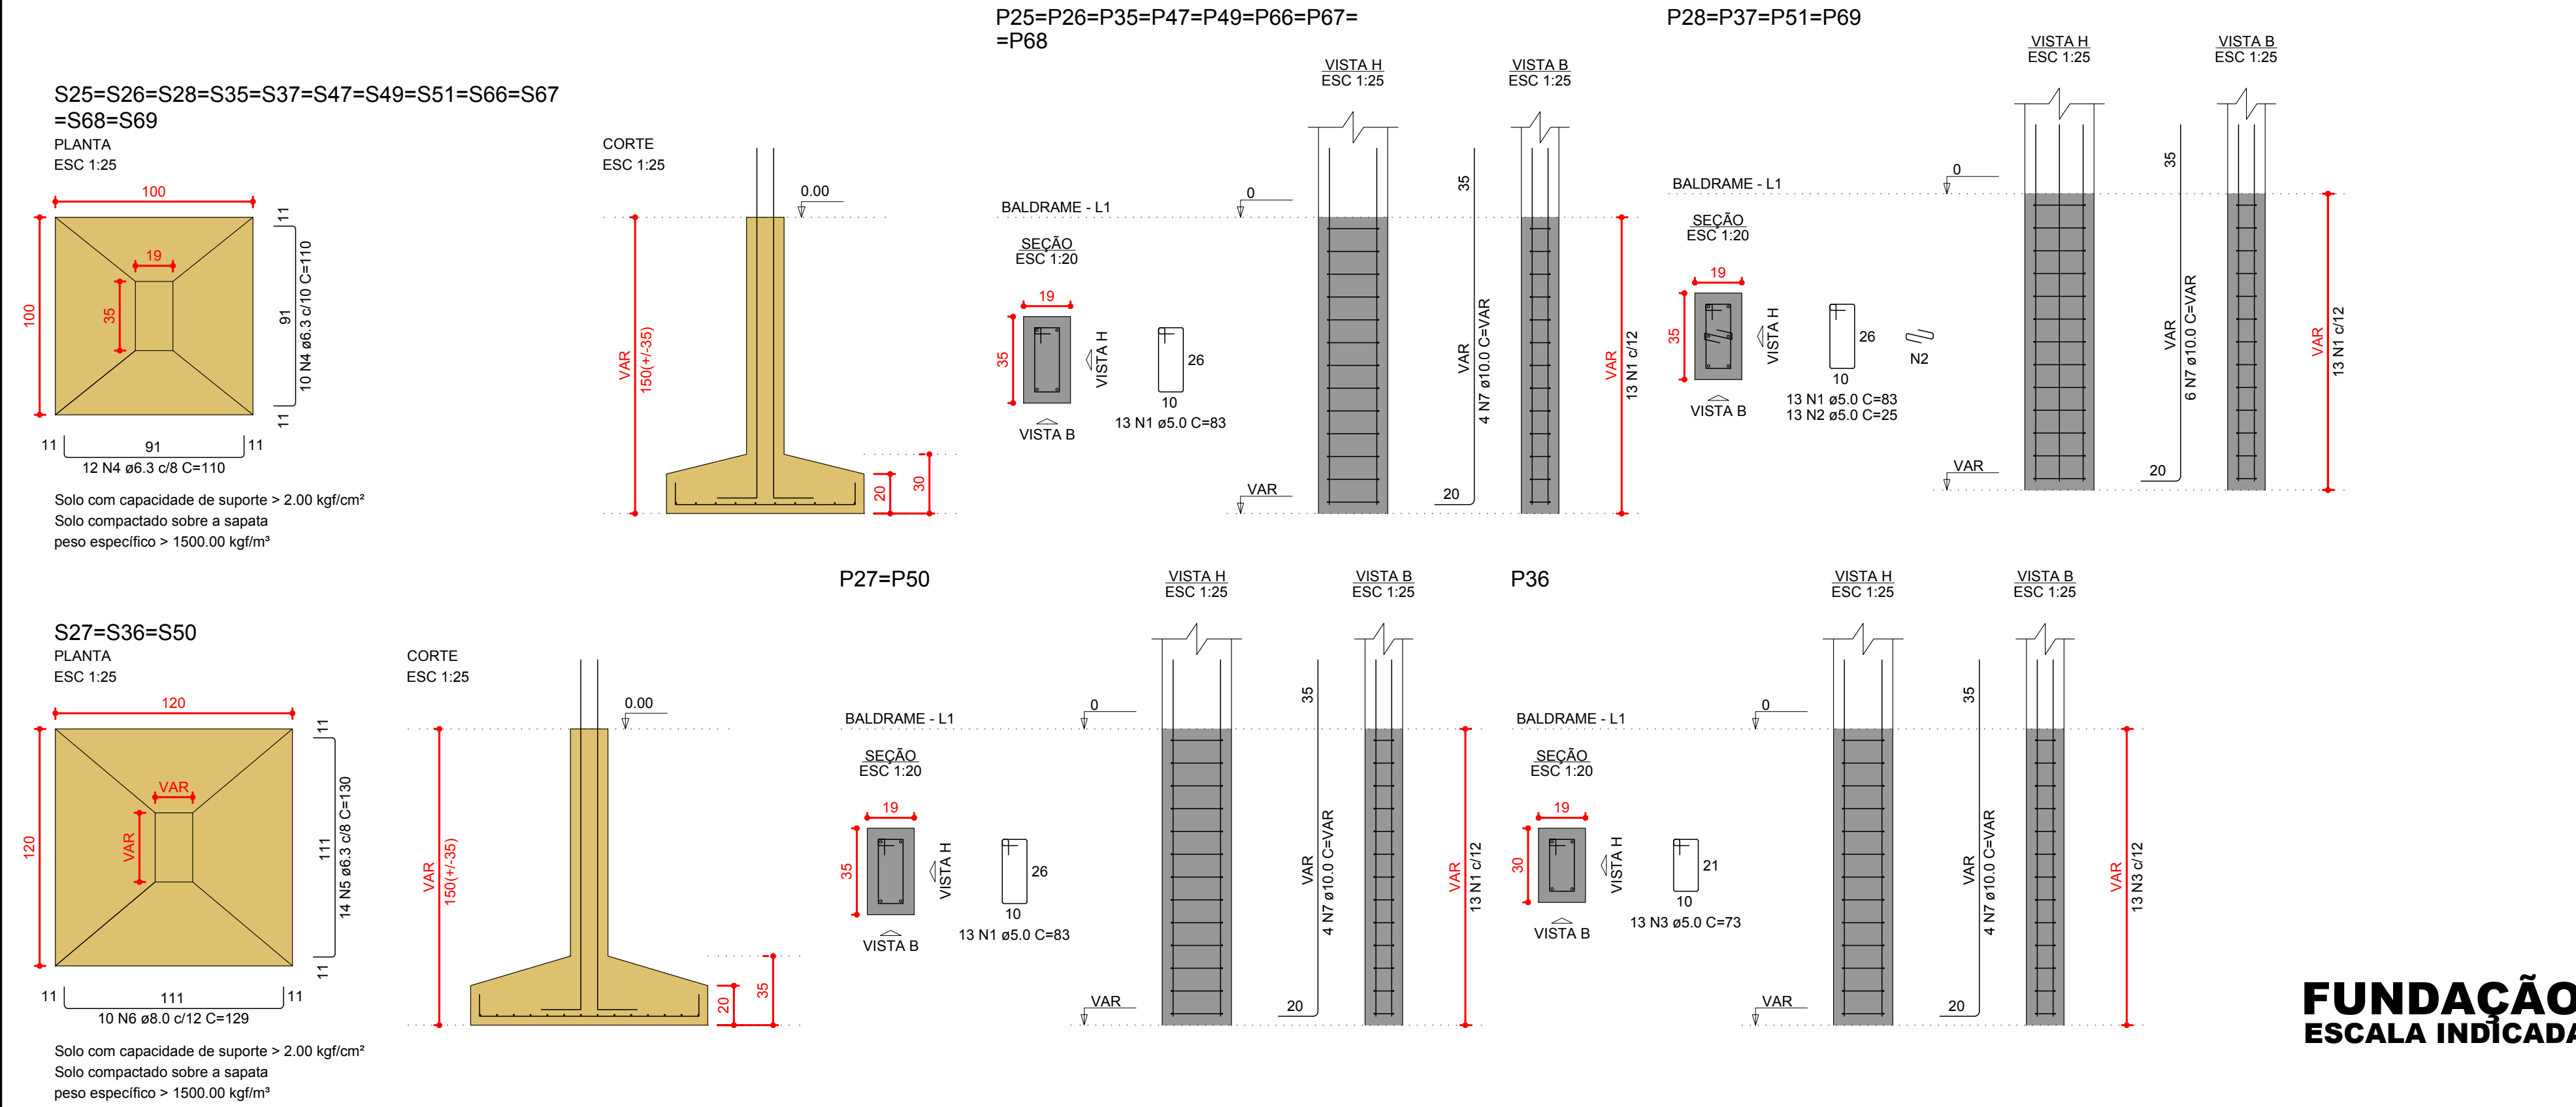 S25=S26=S28=S35=S37=S47=S49=S51=S66=S67
=S68=S69
PLANTA
ESC 1:25
100
100
19
35
11
91
11
10 N4 ø6.3 c/10 C=110
11
91
11
12 N4 ø6.3 c/8 C=110
Solo com capacidade de suporte > 2.00 kgf/cm²
Solo compactado sobre a sapata
peso específico > 1500.00 kgf/m³
CORTE
ESC 1:25
0.00
VAR
150(+/-35)
20
30
P25=P26=P35=P47=P49=P66=P67=
=P68
VISTA H
ESC 1:25
VISTA B
ESC 1:25
BALDRAME - L1
0
SEÇÃO
ESC 1:20
19
35
VISTA H
VISTA B
26
10
13 N1 ø5.0 C=83
VAR
35
VAR
4 N7 ø10.0 C=VAR
20
VAR
13 N1 c/12
P28=P37=P51=P69
VISTA H
ESC 1:25
VISTA B
ESC 1:25
BALDRAME - L1
0
SEÇÃO
ESC 1:20
19
35
VISTA H
VISTA B
26
10
N2
13 N1 ø5.0 C=83
13 N2 ø5.0 C=25
VAR
35
VAR
6 N7 ø10.0 C=VAR
20
VAR
13 N1 c/12
S27=S36=S50
PLANTA
ESC 1:25
120
120
VAR
VAR
11
111
11
14 N5 ø6.3 c/8 C=130
11
111
11
10 N6 ø8.0 c/12 C=129
Solo com capacidade de suporte > 2.00 kgf/cm²
Solo compactado sobre a sapata
peso específico > 1500.00 kgf/m³
CORTE
ESC 1:25
0.00
VAR
150(+/-35)
20
35
P27=P50
VISTA H
ESC 1:25
VISTA B
ESC 1:25
BALDRAME - L1
0
SEÇÃO
ESC 1:20
19
35
VISTA H
VISTA B
26
10
13 N1 ø5.0 C=83
VAR
35
VAR
4 N7 ø10.0 C=VAR
20
VAR
13 N1 c/12
P36
VISTA H
ESC 1:25
VISTA B
ESC 1:25
BALDRAME - L1
0
SEÇÃO
ESC 1:20
19
30
VISTA H
VISTA B
21
10
13 N3 ø5.0 C=73
VAR
35
VAR
4 N7 ø10.0 C=VAR
20
VAR
13 N3 c/12
FUNDAÇÃO
ESCALA INDICADA